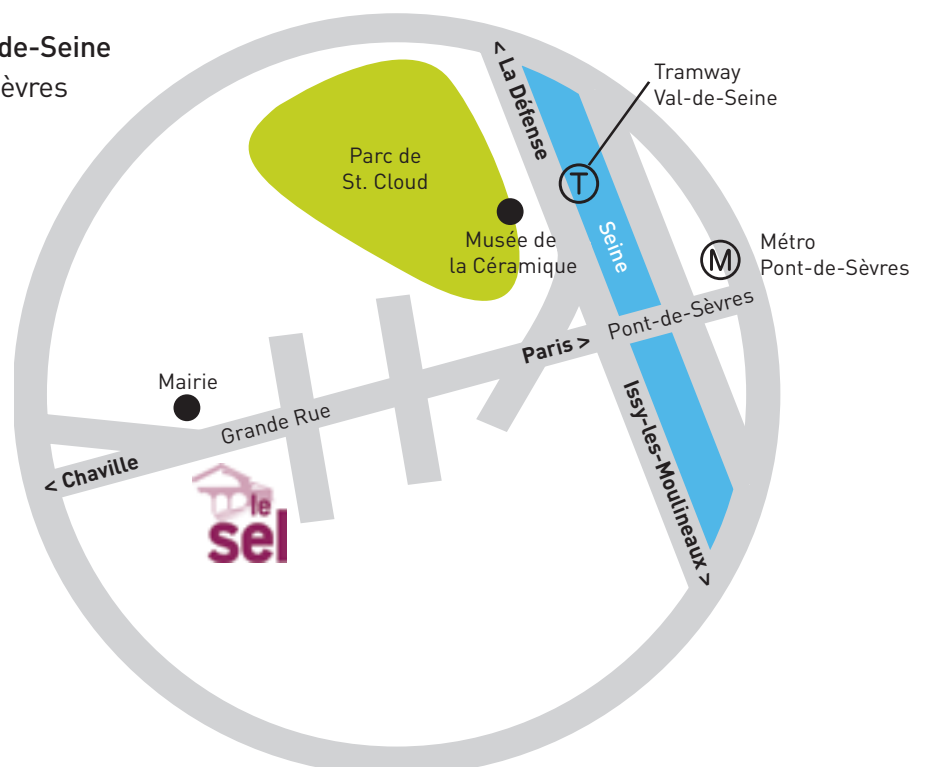 de-Seine
èvres
< La Défense
Tramway
Val-de-Seine
T
Parc de
St. Cloud
Musée de
la Céramique
Seine
M
Métro
Pont-de-Sèvres
Pont-de-Sèvres
Paris >
Mairie
Grande Rue
< Chaville
Issy-les-Moulineaux >
le
sel